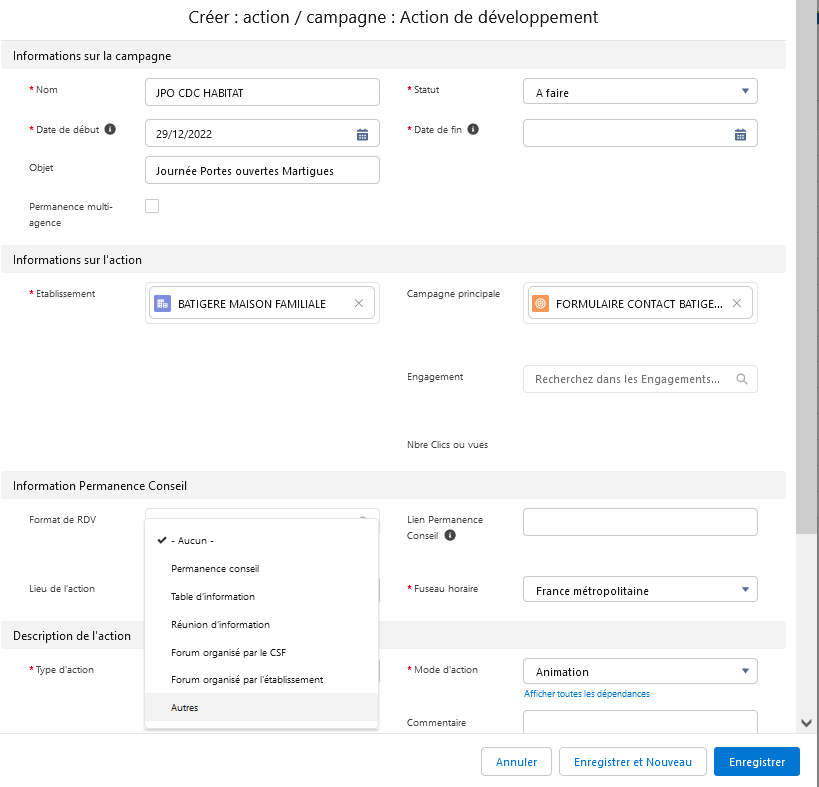 Créer : action / campagne : Action de développement
Informations sur la campagne
* Nom
JPO CDC HABITAT
* Statut
A faire
* Date de début
29/12/2022
* Date de fin
Objet
Journée Portes ouvertes Martigues
Permanence multi-
agence
Informations sur l'action
* Etablissement
BATIGERE MAISON FAMILIALE
Campagne principale
FORMULAIRE CONTACT BATIGE...
Engagement
Recherchez dans les Engagements...
Nbre Clics ou vues
Information Permanence Conseil
Format de RDV
Lien Permanence
Conseil
- Aucun -
Permanence conseil
Lieu de l'action
* Fuseau horaire
France métropolitaine
Table d'information
Réunion d'information
Description de l'action
Forum organisé par le CSF
* Type d'action
* Mode d'action
Animation
Forum organisé par l'établissement
Afficher toutes les dépendances
Autres
Commentaire
Annuler
Enregistrer et Nouveau
Enregistrer